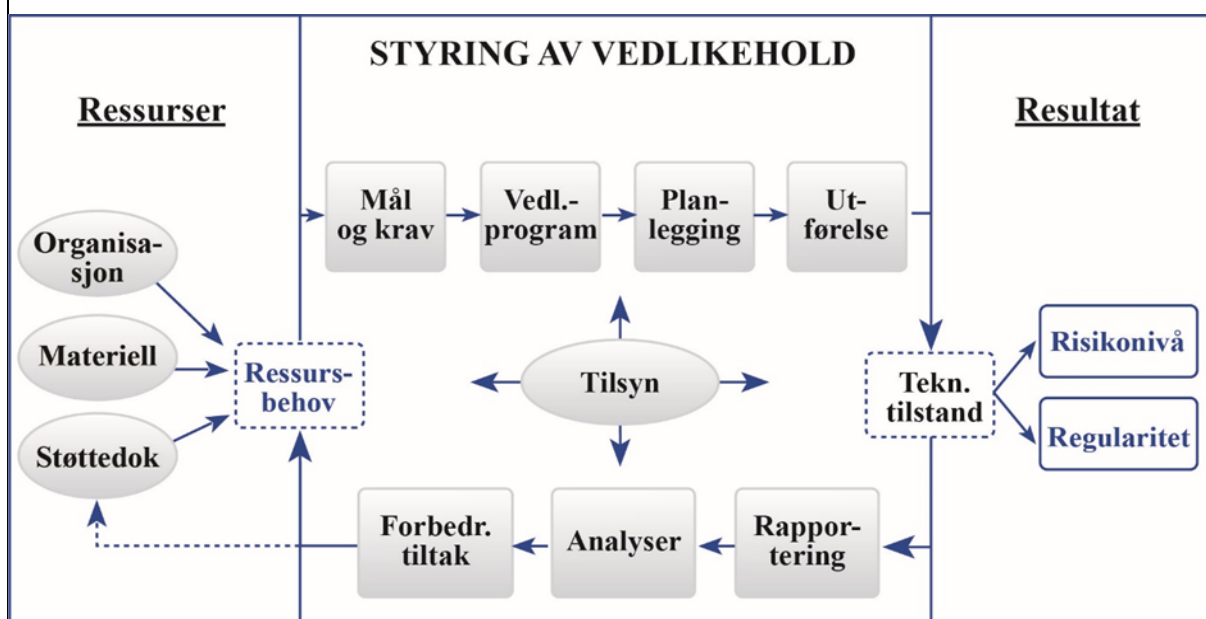 STYRING AV VEDLIKEHOLD
Ressurser
Resultat
Mål
og krav
Vedl.-
program
Plan-
legging
Ut-
førelse
Organisa-
sjon
Materiell
Støttedok
Ressurs-
behov
Tilsyn
Tekn.
tilstand
Risikonivå
Regularitet
Forbedr.
tiltak
Analyser
Rappor-
tering